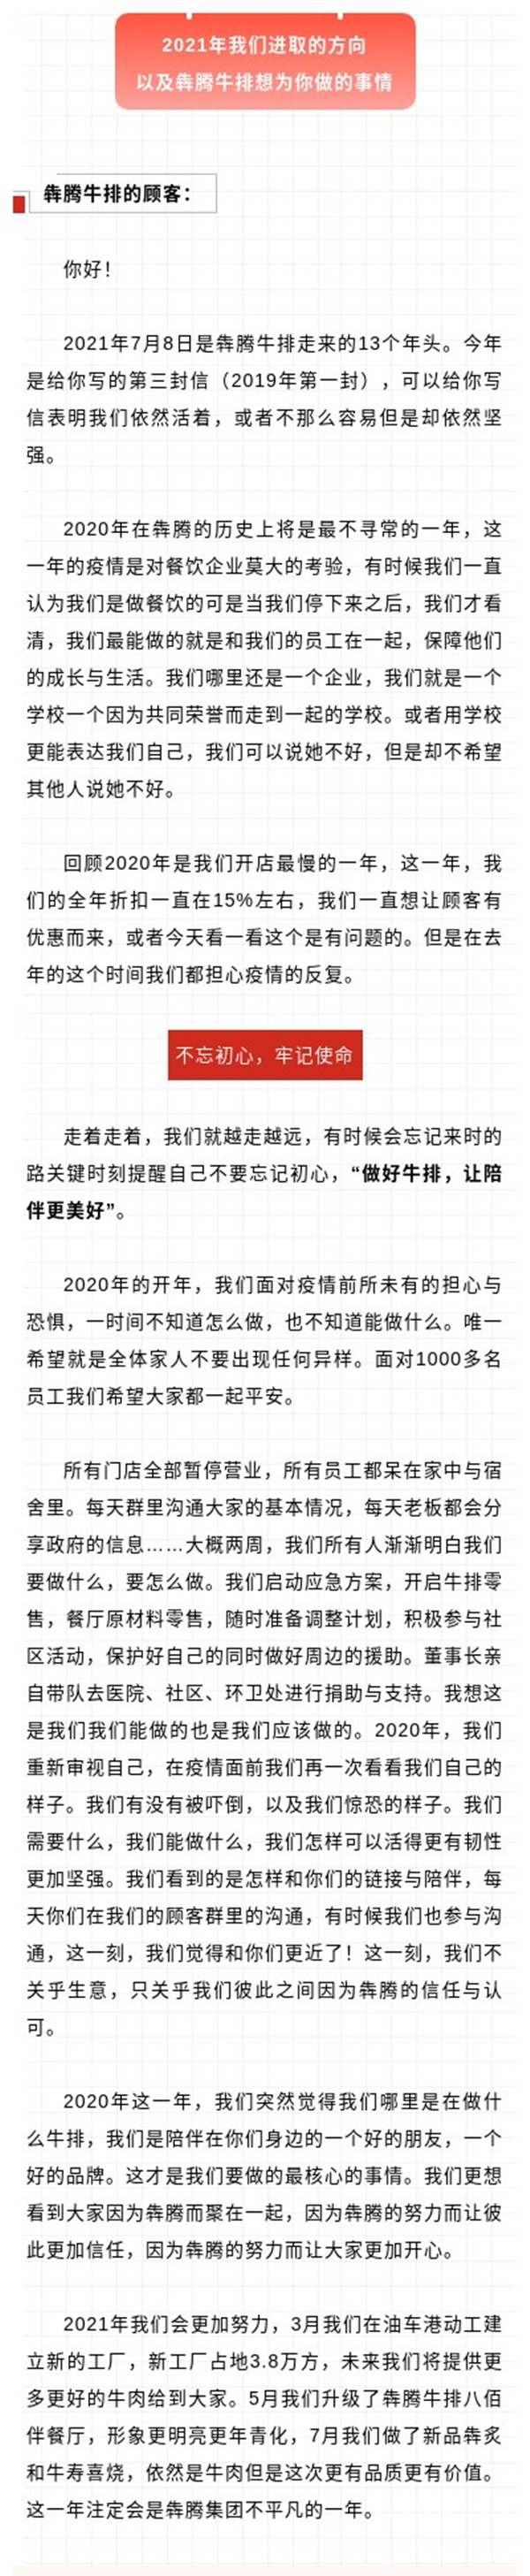 2021年我们进取的方向
以及犇腾牛排想为你做的事情
犇腾牛排的顾客：
你好！
2021年7月8日是犇腾牛排走来的13个年头。今年
是给你写的第三封信（2019年第一封），可以给你写
信表明我们依然活着，或者不那么容易但是却依然坚
强。
2020年在犇腾的历史上将是最不寻常的一年，这
一年的疫情是对餐饮企业莫大的考验，有时候我们一直
认为我们是做餐饮的可是当我们停下来之后，我们才看
清，我们最能做的就是和我们的员工在一起，保障他们
的成长与生活。我们哪里还是一个企业，我们就是一个
学校一个因为共同荣誉而走到一起的学校。或者用学校
更能表达我们自己，我们可以说她不好，但是却不希望
其他人说她不好。
回顾2020年是我们开店最慢的一年，这一年，我
们的全年折扣一直在15%左右，我们一直想让顾客有
优惠而来，或者今天看一看这个是有问题的。但是在去
年的这个时间我们都担心疫情的反复。
不忘初心，牢记使命
走着走着，我们就越走越远，有时候会忘记来时的
路关键时刻提醒自己不要忘记初心，“做好牛排，让陪
伴更美好”。
2020年的开年，我们面对疫情前所未有的担心与
恐惧，一时间不知道怎么做，也不知道能做什么。唯一
希望就是全体家人不要出现任何异样。面对1000多名
员工我们希望大家都一起平安。
所有门店全部暂停营业，所有员工都呆在家中与宿
舍里。每天群里沟通大家的基本情况，每天老板都会分
享政府的信息……大概两周，我们所有人渐渐明白我们
要做什么，要怎么做。我们启动应急方案，开启牛排零
售，餐厅原材料零售，随时准备调整计划，积极参与社
区活动，保护好自己的同时做好周边的援助。董事长亲
自带队去医院、社区、环卫处进行捐助与支持。我想这
是我们我们能做的也是我们应该做的。2020年，我们
重新审视自己，在疫情面前我们再一次看看我们自己的
样子。我们有没有被吓倒，以及我们惊恐的样子。我们
需要什么，我们能做什么，我们怎样可以活得更有韧性
更加坚强。我们看到的是怎样和你们的链接与陪伴，每
天你们在我们的顾客群里的沟通，有时候我们也参与沟
通，这一刻，我们觉得和你们更近了！这一刻，我们不
关乎生意，只关乎我们彼此之间因为犇腾的信任与认
可。
2020年这一年，我们突然觉得我们哪里是在做什
么牛排，我们是陪伴在你们身边的一个好的朋友，一个
好的品牌。这才是我们要做的最核心的事情。我们更想
看到大家因为犇腾而聚在一起，因为犇腾的努力而让彼
此更加信任，因为犇腾的努力而让大家更加开心。
2021年我们会更加努力，3月我们在油车港动工建
立新的工厂，新工厂占地3.8万方，未来我们将提供更
多更好的牛肉给到大家。5月我们升级了犇腾牛排八佰
伴餐厅，形象更明亮更年青化，7月我们做了新品犇炙
和牛寿喜烧，依然是牛肉但是这次更有品质更有价值。
这一年注定会是犇腾集团不平凡的一年。